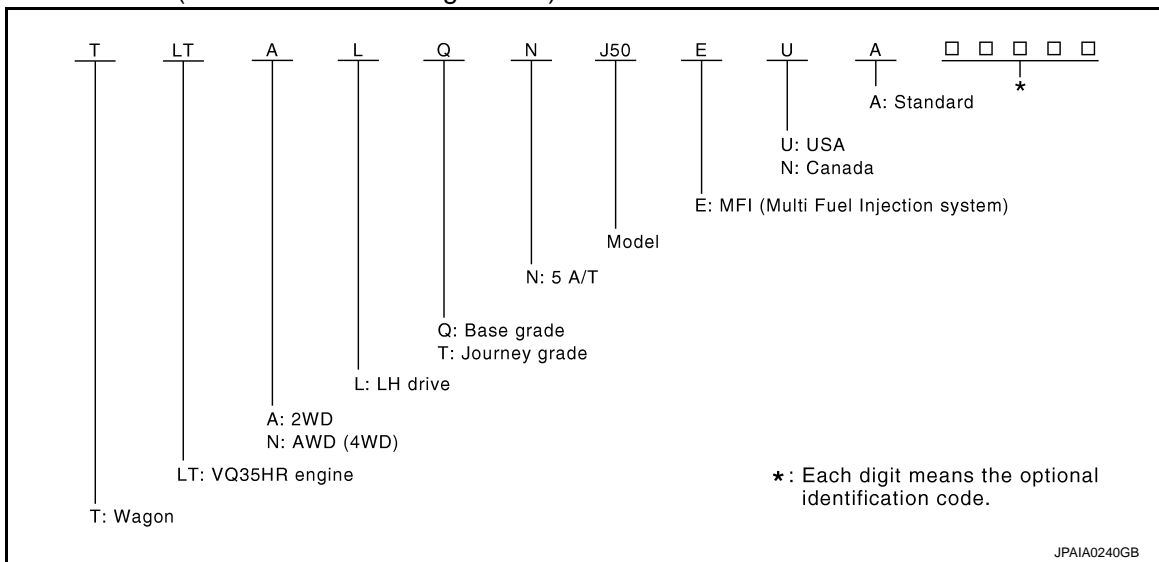 T LT A L Q N J50 E U A □ □ □ □ □
*
A: Standard
U: USA
N: Canada
E: MFI (Multi Fuel Injection system)
Model
N: 5 A/T
Q: Base grade
T: Journey grade
L: LH drive
A: 2WD
N: AWD (4WD)
LT: VQ35HR engine
*: Each digit means the optional
identification code.
T: Wagon
JPAIA0240GB